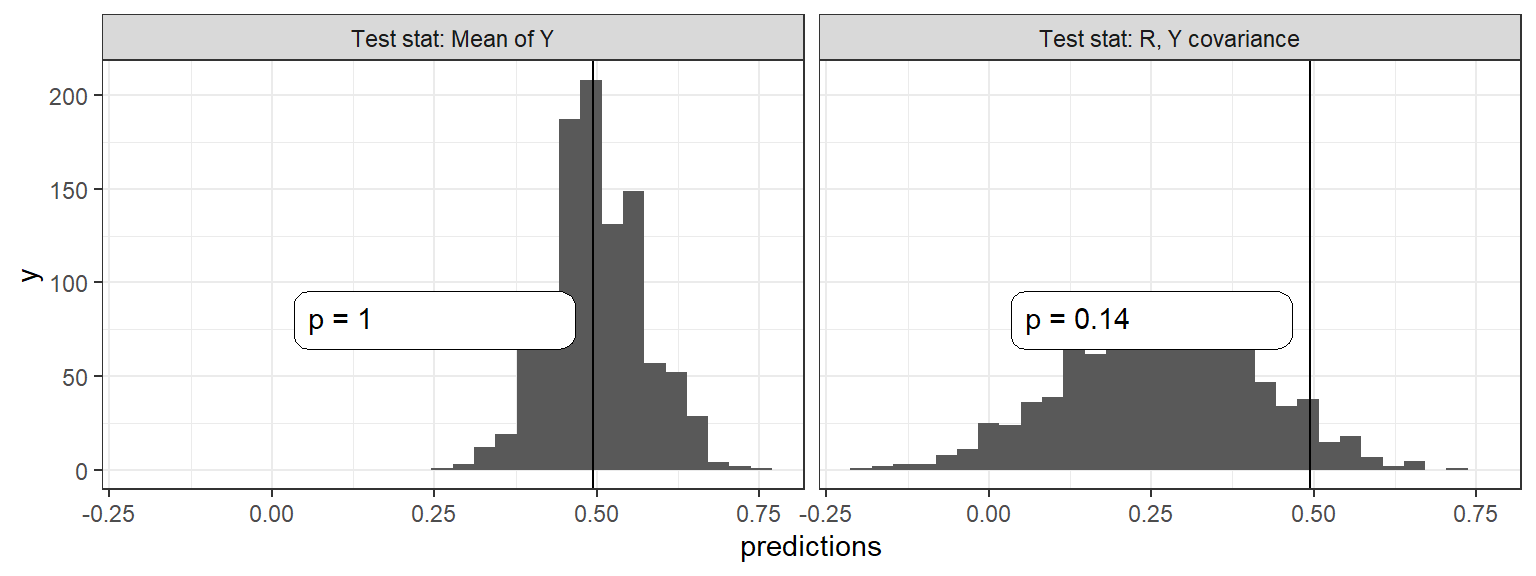 Test stat: Mean of Y
Test stat: R, Y covariance
y
200
150
100
50
0
p = 1
p = 0.14
-0.25 0.00 0.25 0.50 0.75
-0.25 0.00 0.25 0.50 0.75
predictions